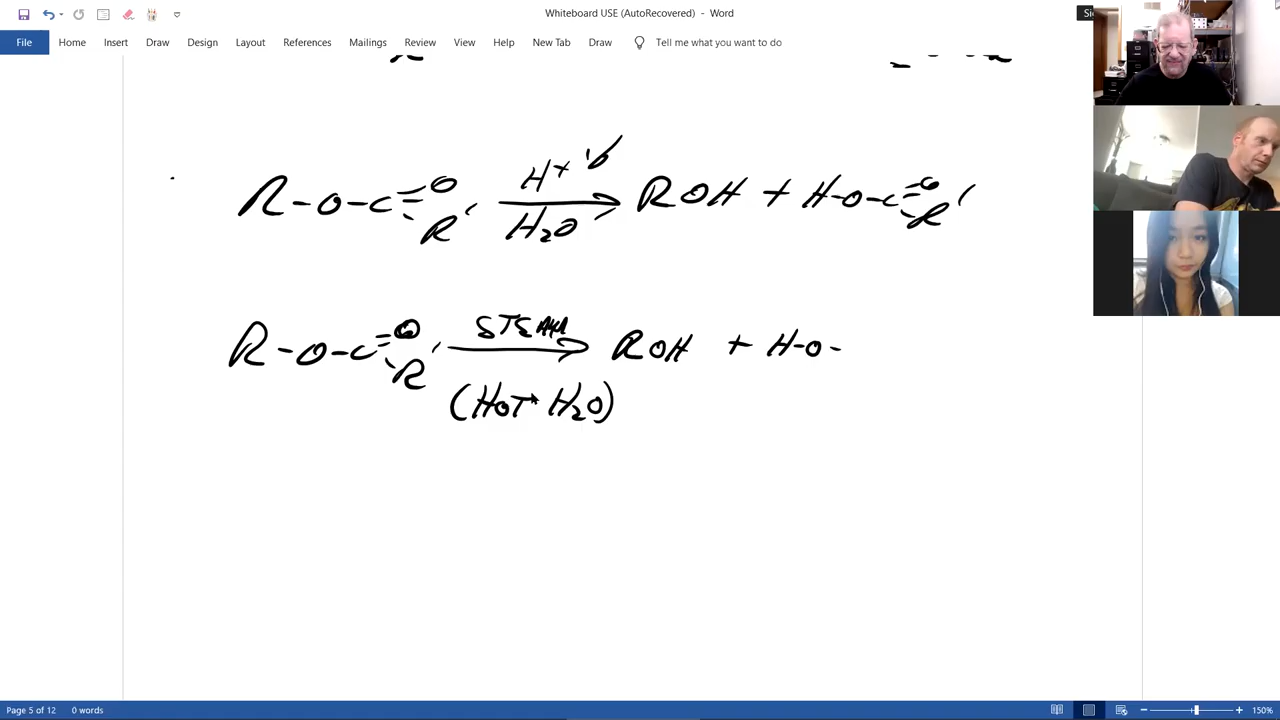 Whiteboard USE (AutoRecovered) - Word
File Home Insert Draw Design Layout References Mailings Review View Help New Tab Draw Tell me what you want to do
R-O-C=O R' H+ H2O ROH + H-O-C=O R'
R-O-C=O R' STEAM (HOT H2O) ROH + H-O-
Page 5 of 12 0 words 150%